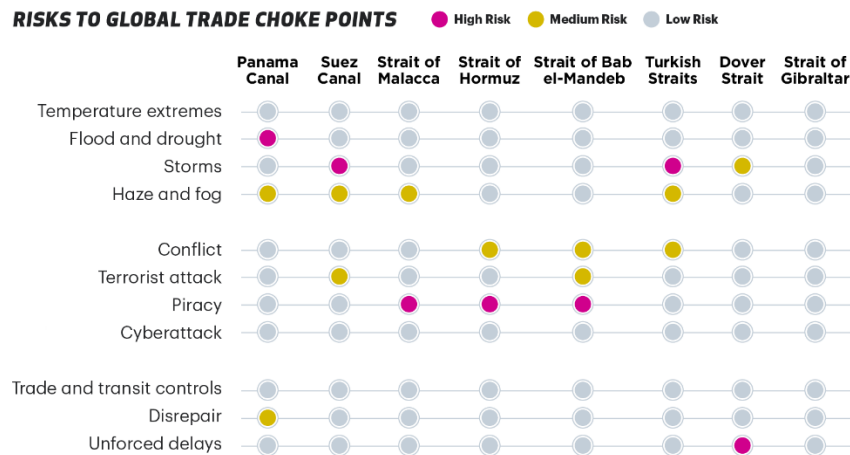 RISKS TO GLOBAL TRADE CHOKE POINTS
High Risk
Medium Risk
Low Risk
Panama Canal
Suez Canal
Strait of Malacca
Strait of Hormuz
Strait of Bab el-Mandeb
Turkish Straits
Dover Strait
Strait of Gibraltar
Temperature extremes
Flood and drought
Storms
Haze and fog
Conflict
Terrorist attack
Piracy
Cyberattack
Trade and transit controls
Disrepair
Unforced delays